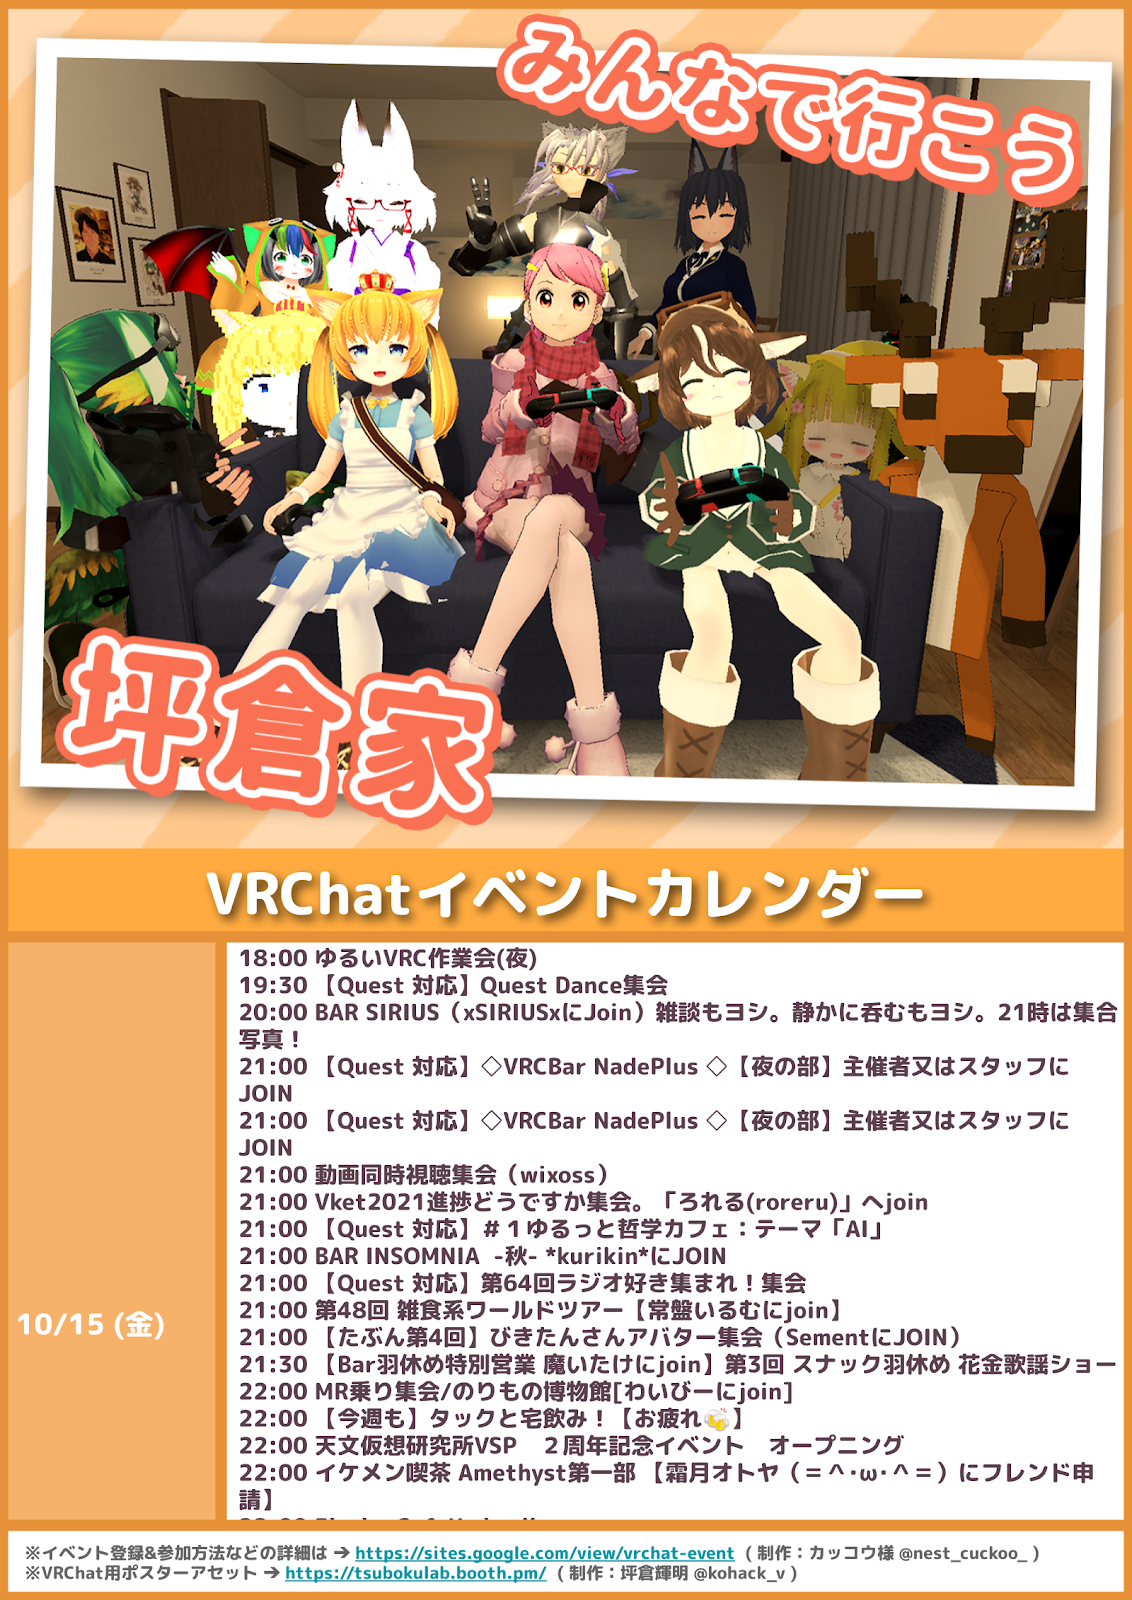 みんなで行こう
坪倉家
VRChatイベントカレンダー
10/15 (金)
18:00 ゆるいVRC作業会(夜)
19:30 【Quest 対応】Quest Dance集会
20:00 BAR SIRIUS（xSIRIUSxにJoin）雑談もヨシ。静かに呑むもヨシ。21時は集合
写真！
21:00 【Quest 対応】◇VRCBar NadePlus ◇【夜の部】主催者又はスタッフに
JOIN
21:00 【Quest 対応】◇VRCBar NadePlus ◇【夜の部】主催者又はスタッフに
JOIN
21:00 動画同時視聴集会（wixoss）
21:00 Vket2021進捗どうですか集会。「ろれる(roreru)」へjoin
21:00 【Quest 対応】＃１ゆるっと哲学カフェ：テーマ「AI」
21:00 BAR INSOMNIA -秋- *kurikin*にJOIN
21:00 【Quest 対応】第64回ラジオ好き集まれ！集会
21:00 第48回 雑食系ワールドツアー【常盤いるむにjoin】
21:00 【たぶん第4回】びきたんさんアバター集会（SementにJOIN）
21:30 【Bar羽休め特別営業 魔いたけにjoin】第3回 スナック羽休め 花金歌謡ショー
22:00 MR乗り集会/のりもの博物館[わいびーにjoin]
22:00 【今週も】タックと宅飲み！【お疲れ🍻】
22:00 天文仮想研究所VSP　２周年記念イベント　オープニング
22:00 イケメン喫茶 Amethyst第一部 【霜月オトヤ（＝＾･ω･＾＝）にフレンド申
請】
※イベント登録&参加方法などの詳細は → https://sites.google.com/view/vrchat-event （制作：カッコウ様 @nest_cuckoo_ ）
※VRChat用ポスターアセット → https://tsubokulab.booth.pm/ （制作：坪倉輝明 @kohack_v ）